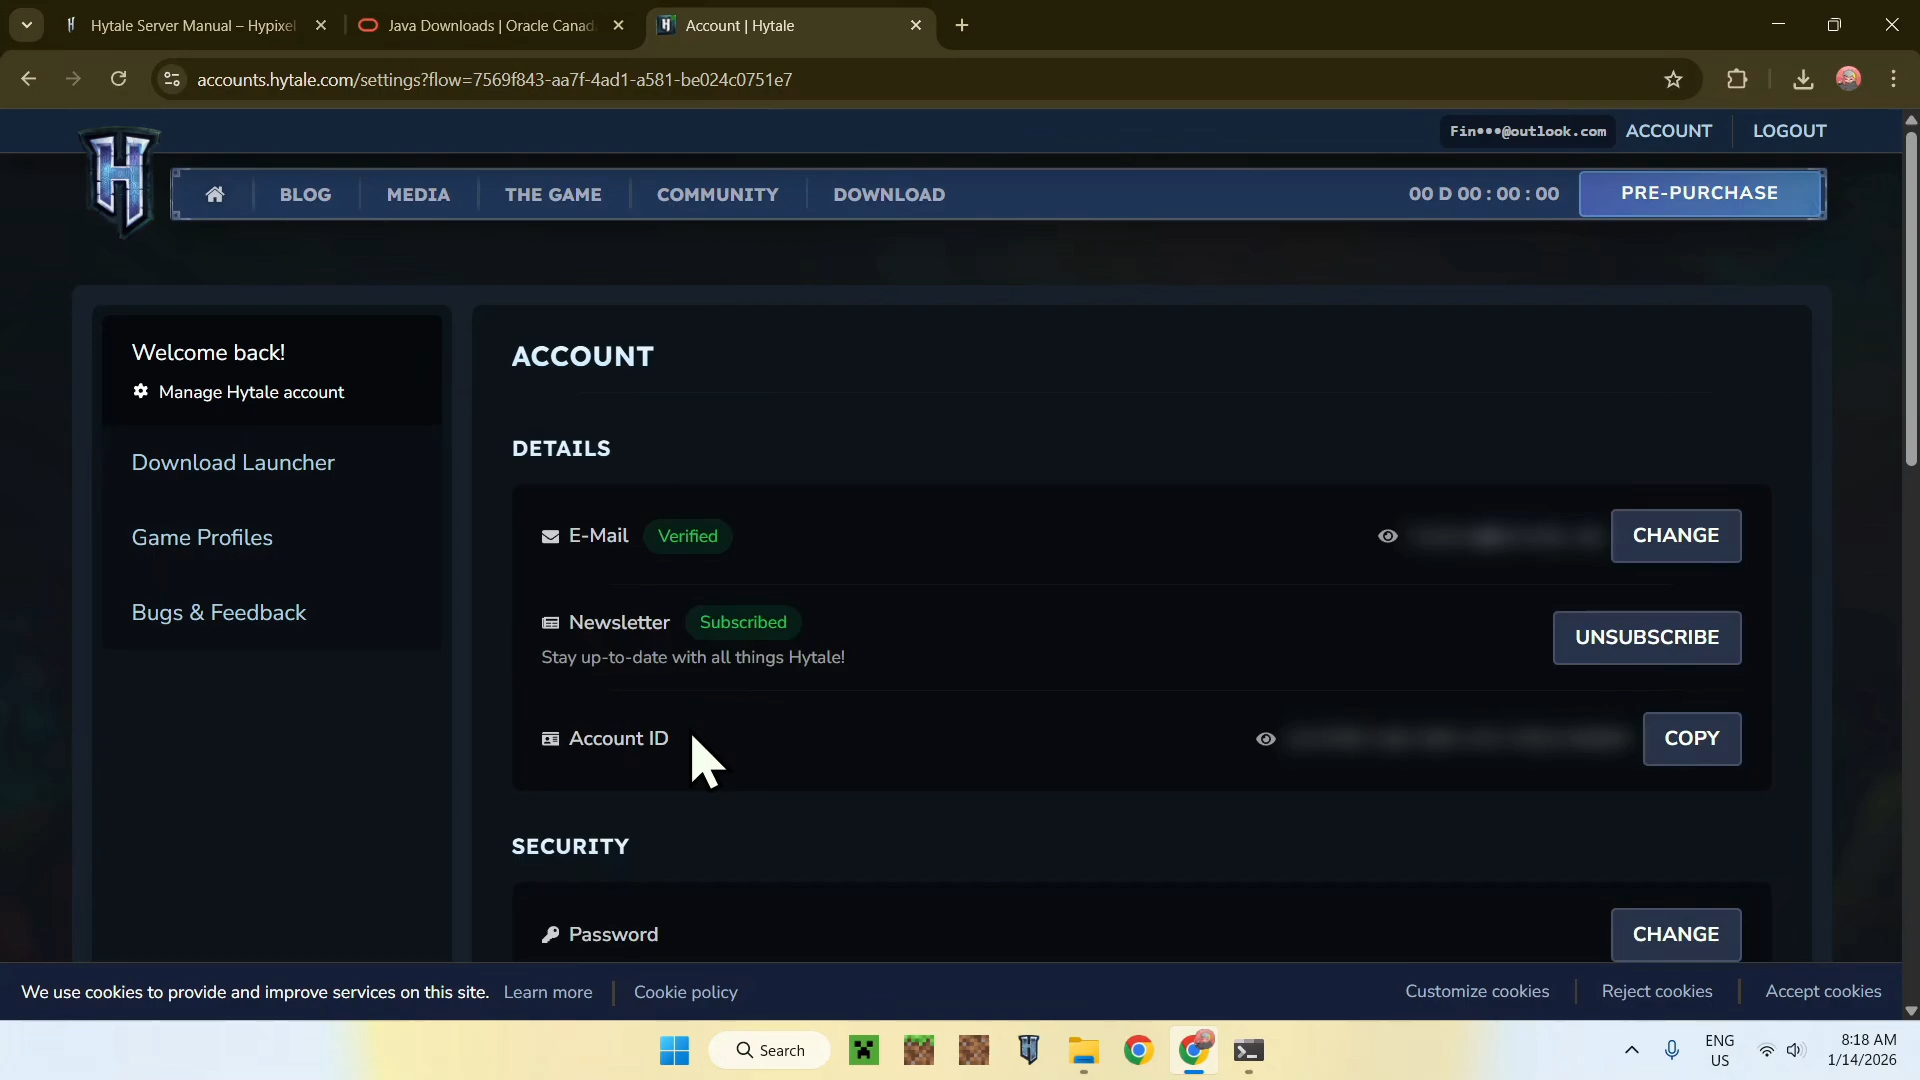 Hytale Server Manual – Hypixel
Java Downloads | Oracle Canad
Account | Hytale
accounts.hytale.com/settings?flow=7569f843-aa7f-4ad1-a581-be024c0751e7
Fin•••@outlook.com
ACCOUNT
LOGOUT
BLOG
MEDIA
THE GAME
COMMUNITY
DOWNLOAD
00 D 00 : 00 : 00
PRE-PURCHASE
Welcome back!
Manage Hytale account
Download Launcher
Game Profiles
Bugs & Feedback
ACCOUNT
DETAILS
E-Mail
Verified
CHANGE
Newsletter
Subscribed
Stay up-to-date with all things Hytale!
UNSUBSCRIBE
Account ID
COPY
SECURITY
Password
CHANGE
We use cookies to provide and improve services on this site.
Learn more
Cookie policy
Customize cookies
Reject cookies
Accept cookies
Search
ENG
US
8:18 AM
1/14/2026